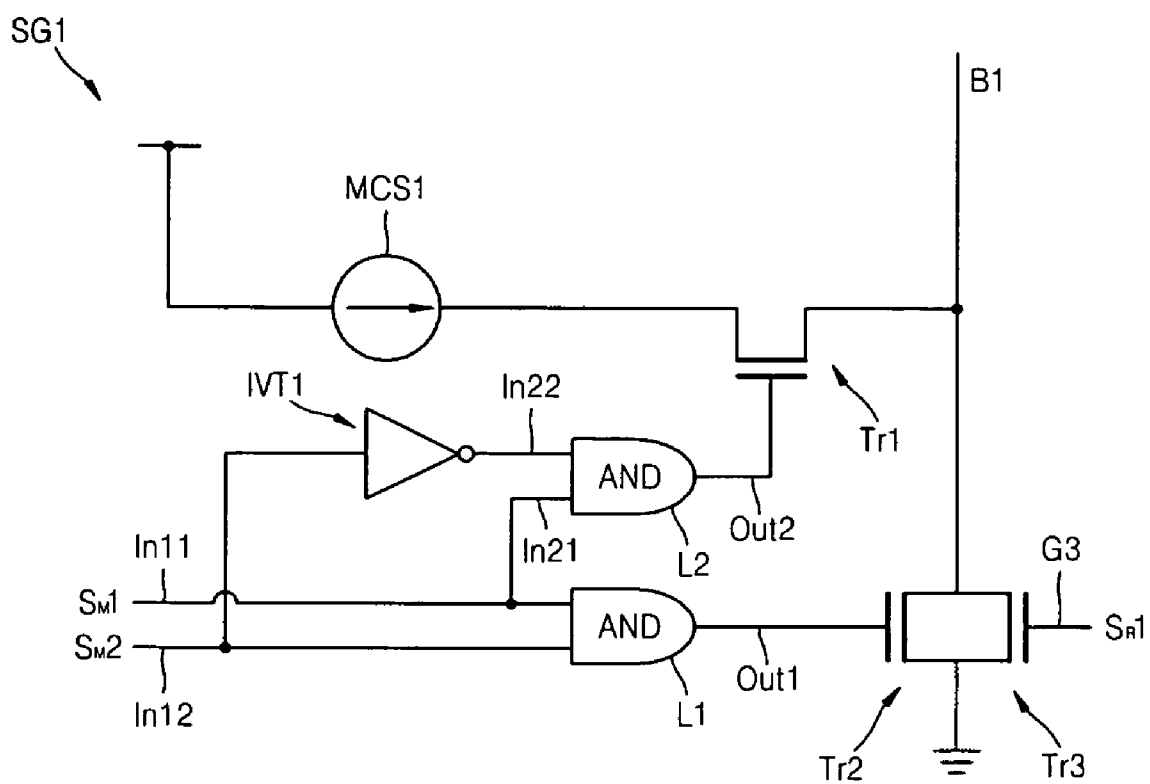 SG1
B1
MCS1
IVT1
In22
Tr1
AND
Out2
In21
L2
In11
G3
SM1
AND
SR1
SM2
Out1
In12
L1
Tr2
Tr3